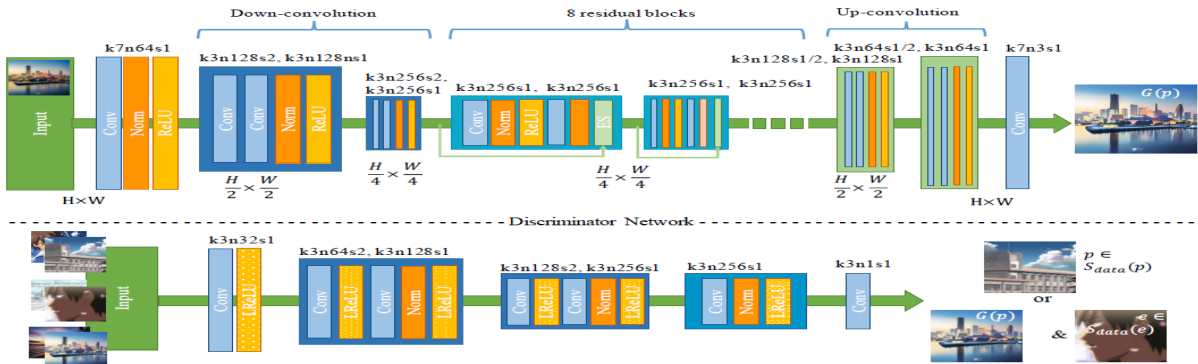 Down-convolution
8 residual blocks
Up-convolution
k7n64s1
k3n128s2, k3n128ns1
k3n256s2,
k3n256s1
k3n256s1, k3n256s1
k3n256s1, k3n256s1
k3n128s1/2,
k3n128s1
k3n64s1/2, k3n64s1
k7n3s1
Input
Conv
Norm
ReLU
Conv
Conv
Norm
ReLU
Conv
Norm
ReLU
ES
Conv
G(p)
H×W
H/2 × W/2
H/4 × W/4
H/4 × W/4
H/2 × W/2
H×W
Discriminator Network
k3n32s1
k3n64s2, k3n128s1
k3n128s2, k3n256s1
k3n256s1
k3n1s1
Input
Conv
LReLU
Conv
LReLU
Conv
Norm
LReLU
Conv
LReLU
Conv
Norm
LReLU
Conv
Norm
LReLU
Conv
p ∈
S_data(p)
or
G(p)
&
e ∈
S_data(e)